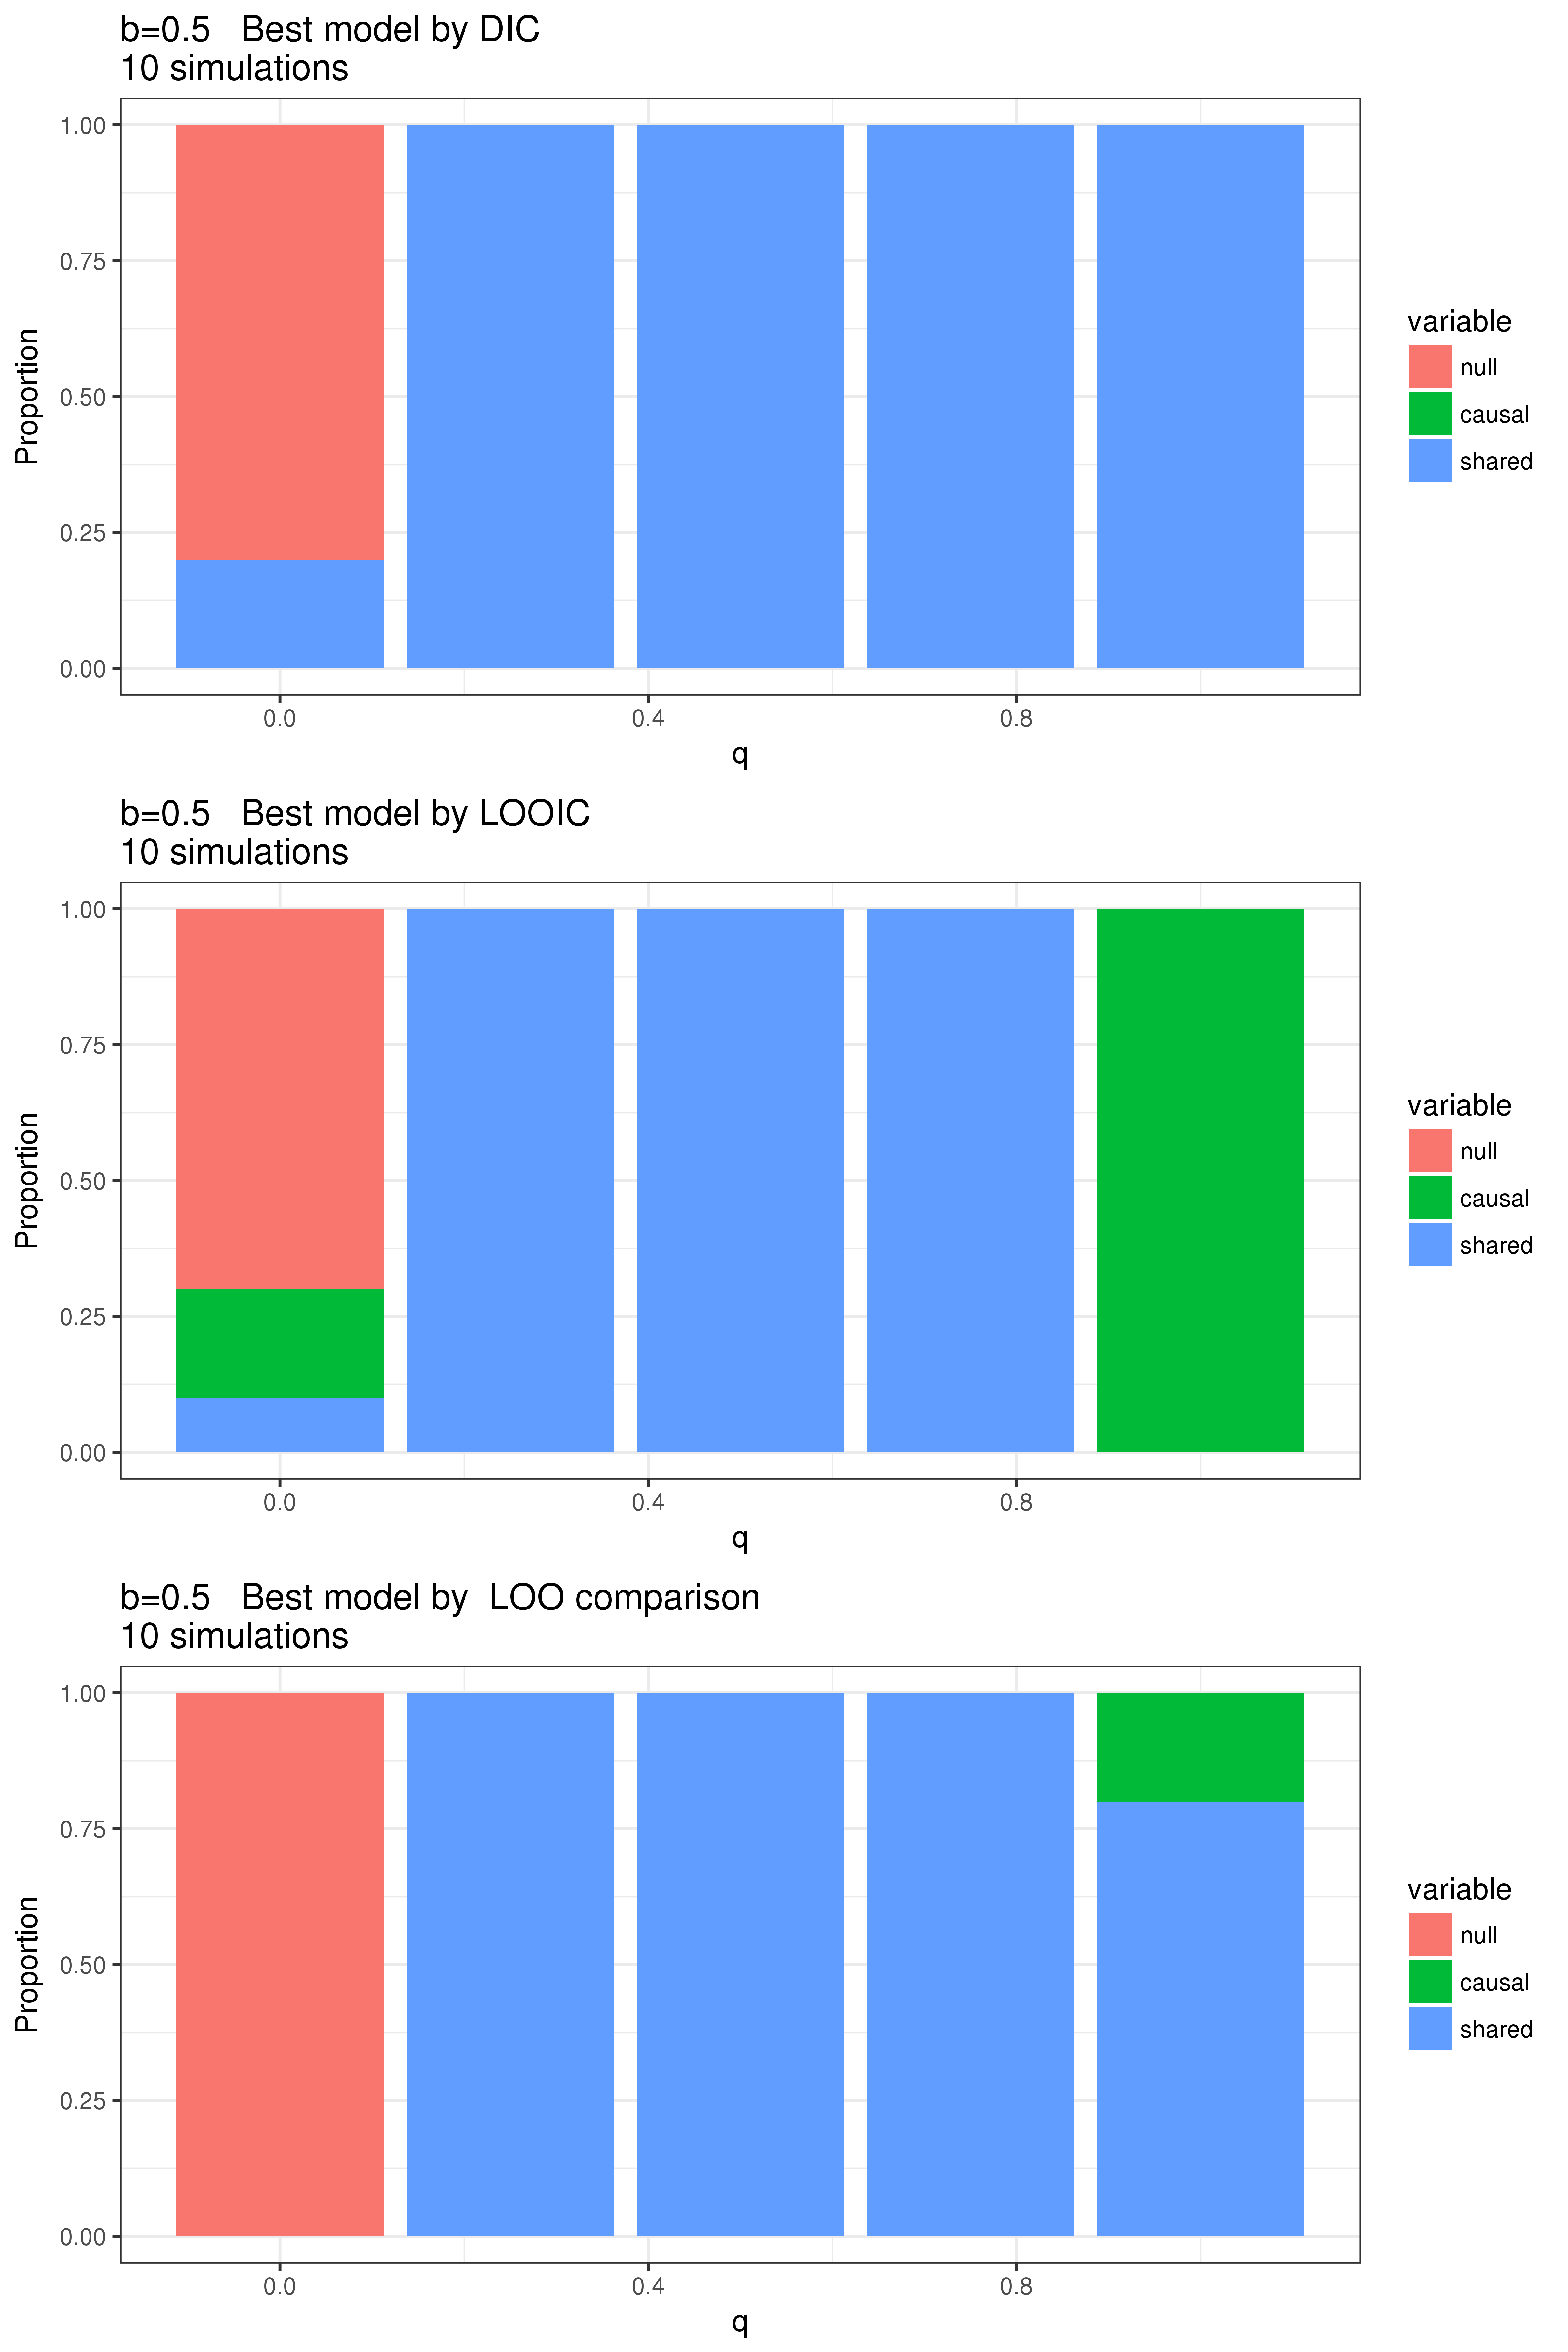 b=0.5   Best model by DIC
10 simulations
1.00
0.75
0.50
0.25
0.00
Proportion
0.0
0.4
0.8
q
variable
null
causal
shared
b=0.5   Best model by LOOIC
10 simulations
1.00
0.75
0.50
0.25
0.00
Proportion
0.0
0.4
0.8
q
variable
null
causal
shared
b=0.5   Best model by  LOO comparison
10 simulations
1.00
0.75
0.50
0.25
0.00
Proportion
0.0
0.4
0.8
q
variable
null
causal
shared